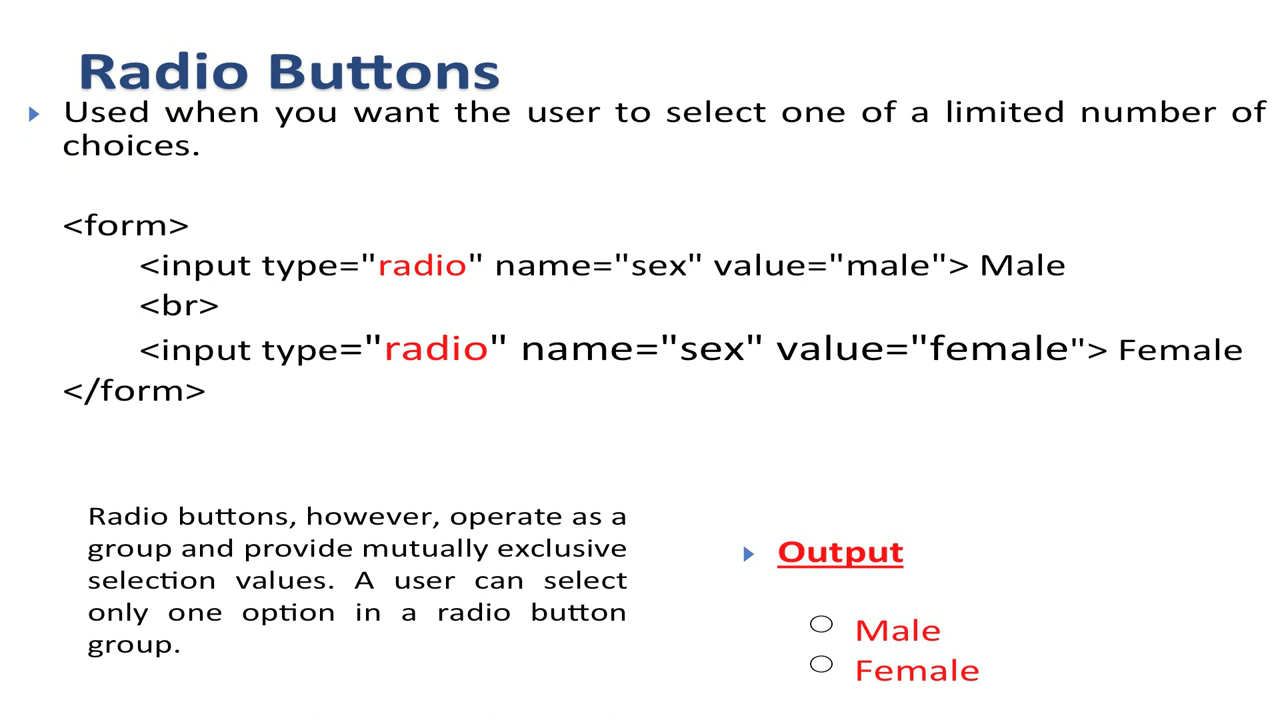 Radio Buttons
Used when you want the user to select one of a limited number of
choices.
<form>
<input type="radio" name="sex" value="male"> Male
<br>
<input type="radio" name="sex" value="female"> Female
</form>
Radio buttons, however, operate as a
group and provide mutually exclusive
selection values. A user can select
only one option in a radio button
group.
Output
Male
Female